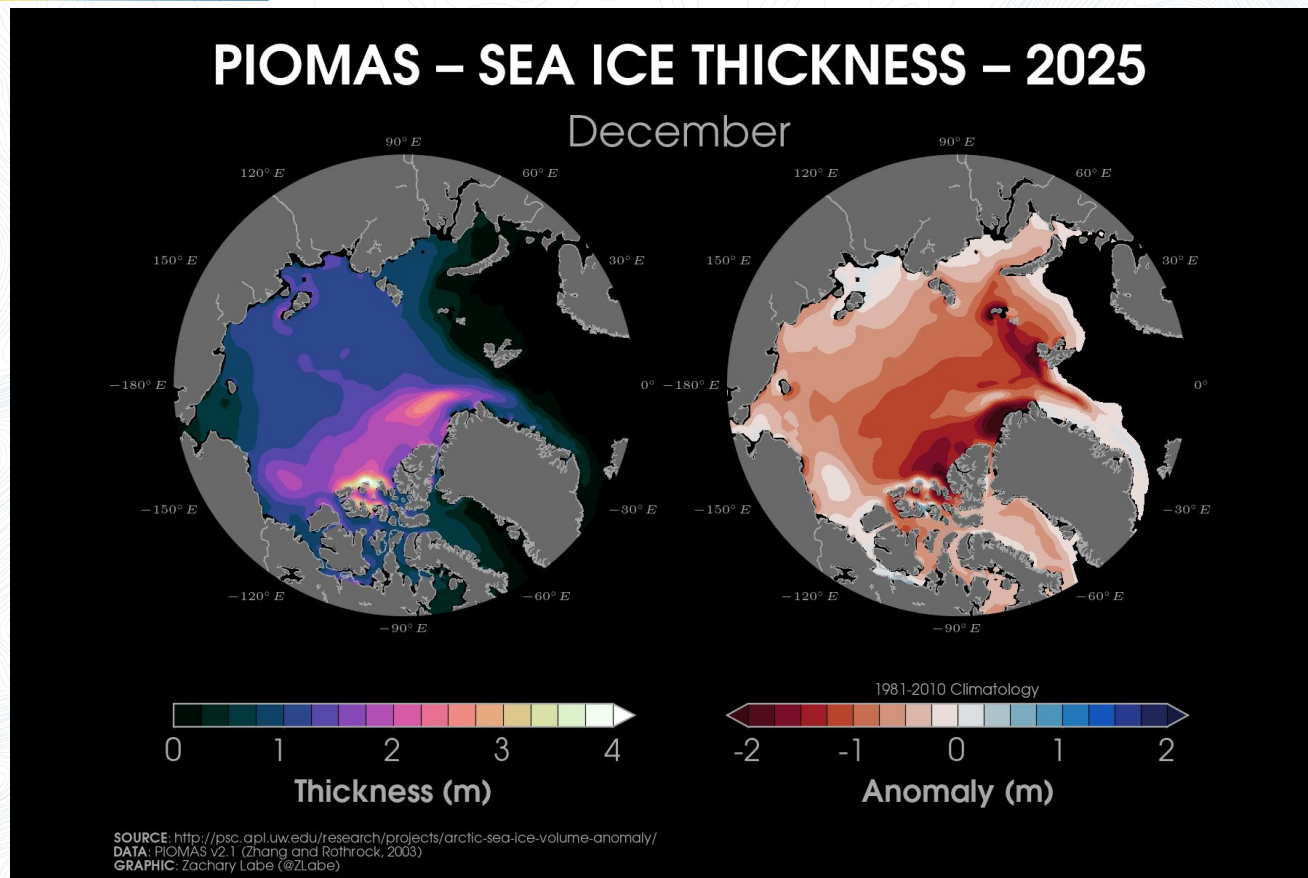 PIOMAS – SEA ICE THICKNESS – 2025
December
90° E
120° E
60° E
150° E
30° E
−180° E
0°
−150° E
−30° E
−120° E
−60° E
−90° E
90° E
120° E
60° E
150° E
30° E
−180° E
0°
−150° E
−30° E
−120° E
−60° E
−90° E
0 1 2 3 4
Thickness (m)
1981-2010 Climatology
-2 -1 0 1 2
Anomaly (m)
SOURCE: http://psc.apl.uw.edu/research/projects/arctic-sea-ice-volume-anomaly/
DATA: PIOMAS v2.1 (Zhang and Rothrock, 2003)
GRAPHIC: Zachary Labe (@ZLabe)